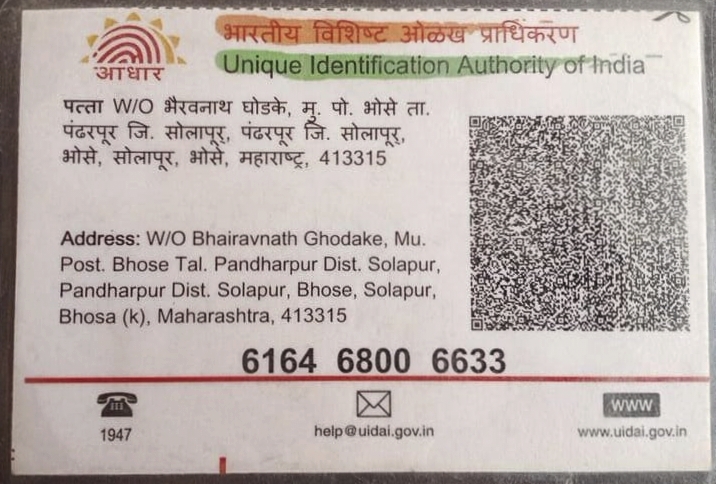 आधार
भारतीय विशिष्ट ओळख प्राधिकरण
Unique Identification Authority of India
पत्ता W/O भैरवनाथ घोडके, मु. पो. भोसे ता.
पंढरपूर जि. सोलापूर, पंढरपूर जि. सोलापूर,
भोसे, सोलापूर, भोसे, महाराष्ट्र, 413315
Address: W/O Bhairavnath Ghodake, Mu.
Post. Bhose Tal. Pandharpur Dist. Solapur,
Pandharpur Dist. Solapur, Bhose, Solapur,
Bhosa (k), Maharashtra, 413315
6164 6800 6633
WWW
1947
help@uidai.gov.in
www.uidai.gov.in